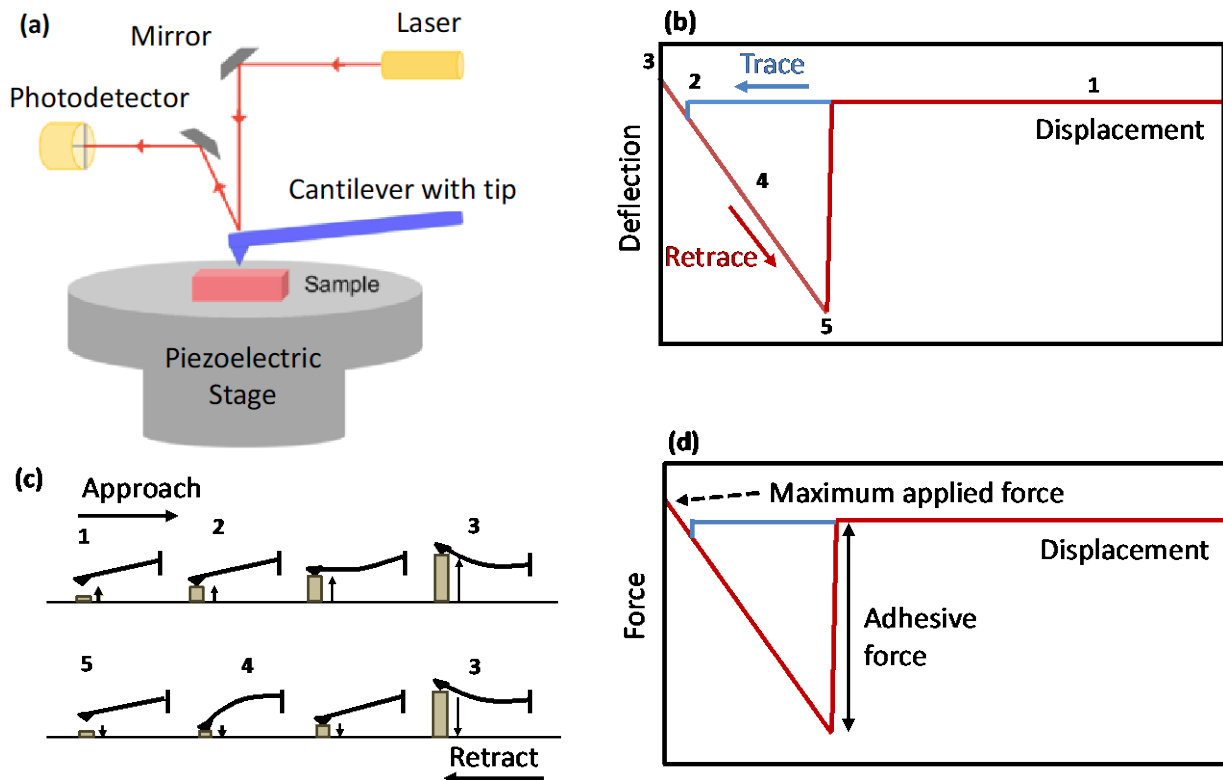 (a)
Mirror
Laser
Photodetector
Cantilever with tip
Sample
Piezoelectric
Stage
(b)
3
2
Trace
1
Displacement
Deflection
4
Retrace
5
(c)
Approach
1
2
3
5
4
3
Retract
(d)
Maximum applied force
Displacement
Force
Adhesive
force